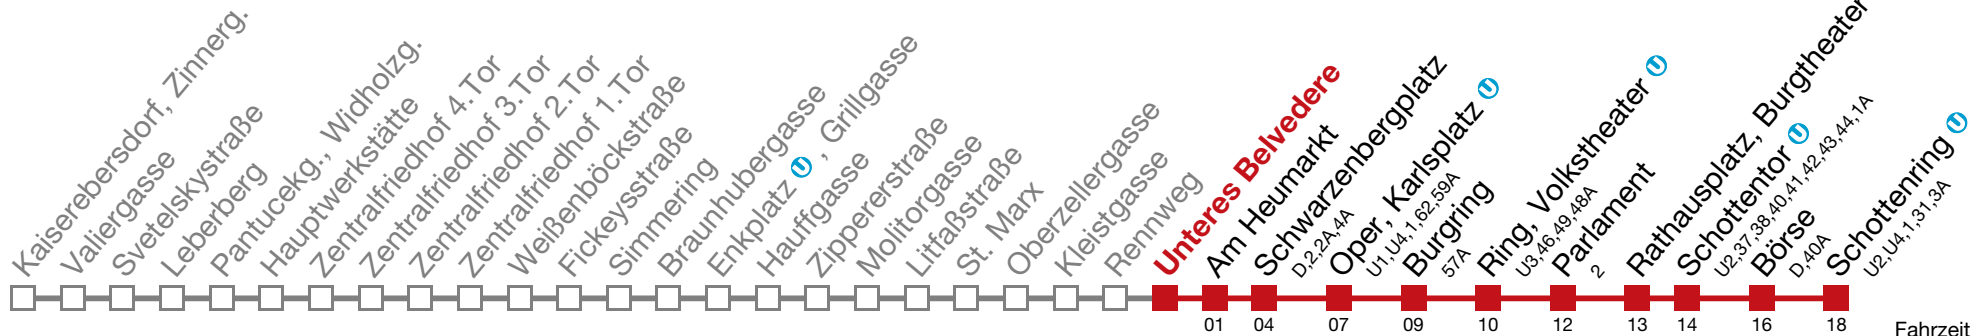 Kaiserebersdorf, Zinnerg.
Valiergasse
Svetelskystraße
Leberberg
Pantucekg., Widholzg.
Hauptwerkstätte
Zentralfriedhof 4.Tor
Zentralfriedhof 3.Tor
Zentralfriedhof 2.Tor
Zentralfriedhof 1.Tor
Weißenböckstraße
Fickeysstraße
Simmering
Braunhubergasse
Enkplatz U , Grillgasse
Hauffgasse
Zippererstraße
Molitorgasse
Litfaßstraße
St. Marx
Oberzellergasse
Kleistgasse
Rennweg
Unteres Belvedere
Am Heumarkt
01
Schwarzenbergplatz
D,2,2A,4A
04
Oper, Karlsplatz U
U1,U4,1,62,59A
07
Burgring
57A
09
Ring, Volkstheater U
U3,46,49,48A
10
Parlament
2
12
Rathausplatz, Burgtheater
13
Schottentor U
U2,37,38,40,41,42,43,44,1A
14
Börse
D,40A
16
Schottenring U
U2,U4,1,31,3A
18
Fahrzeit